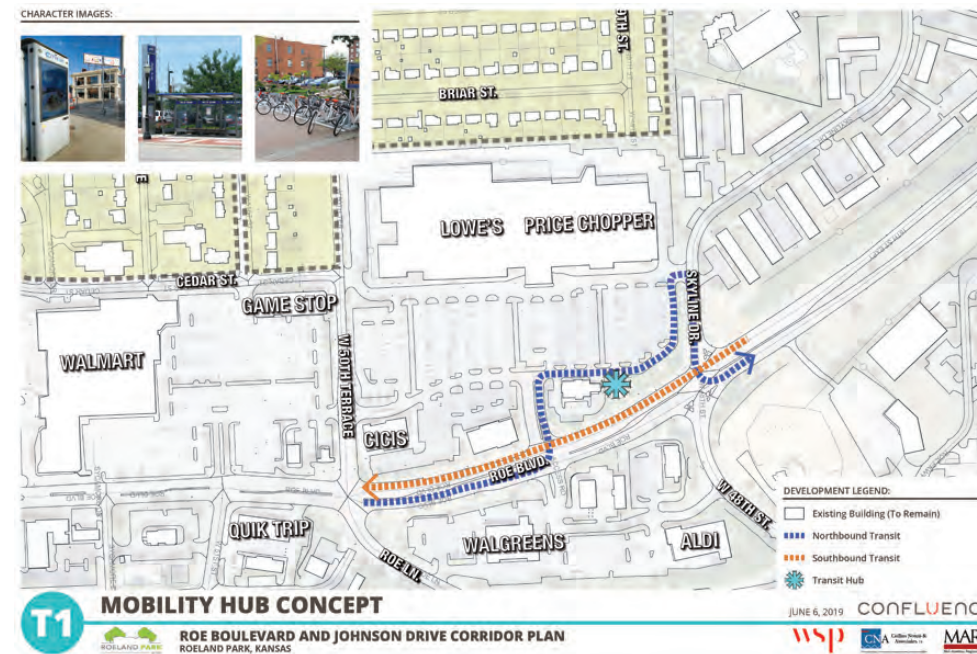 CHARACTER IMAGES:
9TH ST.
BRIAR ST.
E
LOWE'S
PRICE CHOPPER
CEDAR ST.
GAME STOP
SKYLINE DR.
WALMART
W 50TH TERRACE
CICIS
ROE BLVD.
QUIK TRIP
WALGREENS
ALDI
ROE LN.
W 48TH ST.
DEVELOPMENT LEGEND:
Existing Building (To Remain)
Northbound Transit
Southbound Transit
Transit Hub
T1
MOBILITY HUB CONCEPT
JUNE 6, 2019
CONFLUENC
ROELAND PARK
ROE BOULEVARD AND JOHNSON DRIVE CORRIDOR PLAN
ROELAND PARK, KANSAS
wsp
CNA
MAR